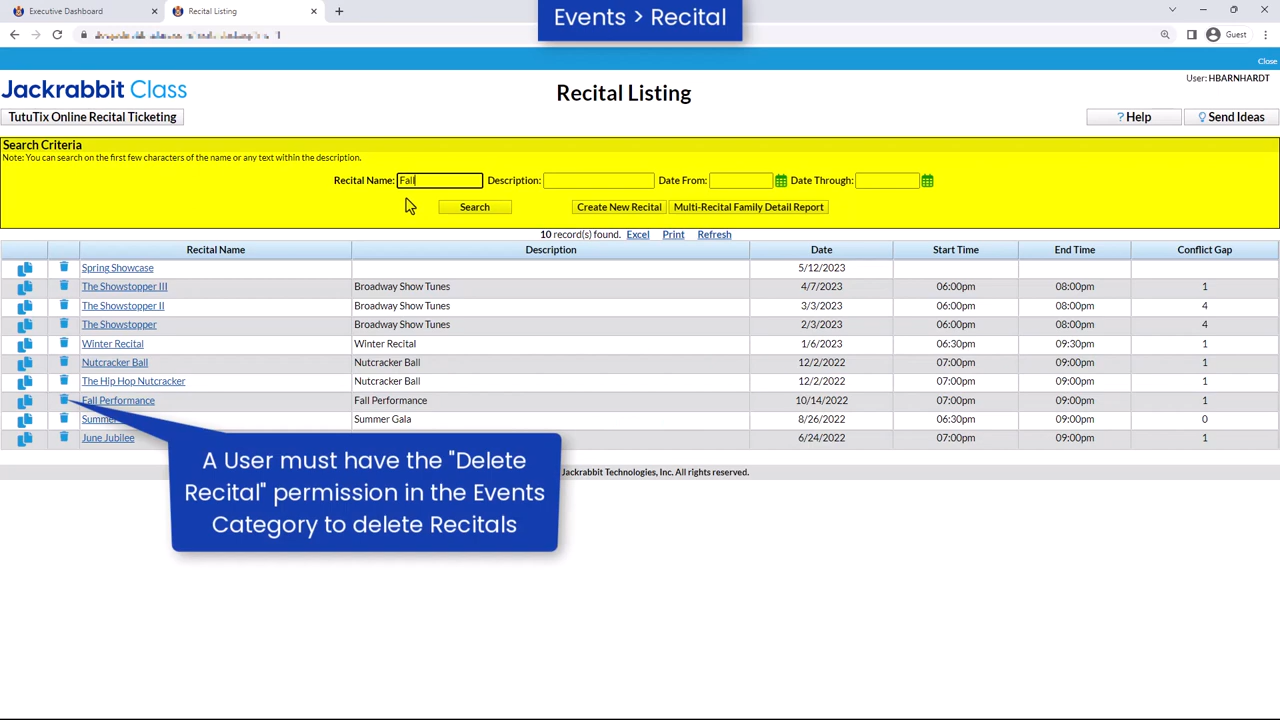 Executive Dashboard
Recital Listing
Events > Recital
Guest
Close
Jackrabbit Class
Recital Listing
User: HBARNHARDT
TutuTix Online Recital Ticketing
? Help
Send Ideas
Search Criteria
Note: You can search on the first few characters of the name or any text within the description.
Recital Name: Fall Description: Date From: Date Through:
Search Create New Recital Multi-Recital Family Detail Report
10 record(s) found. Excel Print Refresh
Recital Name Description Date Start Time End Time Conflict Gap
Spring Showcase 5/12/2023
The Showstopper III Broadway Show Tunes 4/7/2023 06:00pm 08:00pm 1
The Showstopper II Broadway Show Tunes 3/3/2023 06:00pm 08:00pm 4
The Showstopper Broadway Show Tunes 2/3/2023 06:00pm 08:00pm 4
Winter Recital Winter Recital 1/6/2023 06:30pm 09:30pm 1
Nutcracker Ball Nutcracker Ball 12/2/2022 07:00pm 09:00pm 1
The Hip Hop Nutcracker Nutcracker Ball 12/2/2022 07:00pm 09:00pm 1
Fall Performance Fall Performance 10/14/2022 07:00pm 09:00pm 1
Summer Gala 8/26/2022 06:30pm 09:00pm 0
June Jubilee 6/24/2022 07:00pm 09:00pm 1
A User must have the "Delete
Recital" permission in the Events
Category to delete Recitals
Jackrabbit Technologies, Inc. All rights reserved.